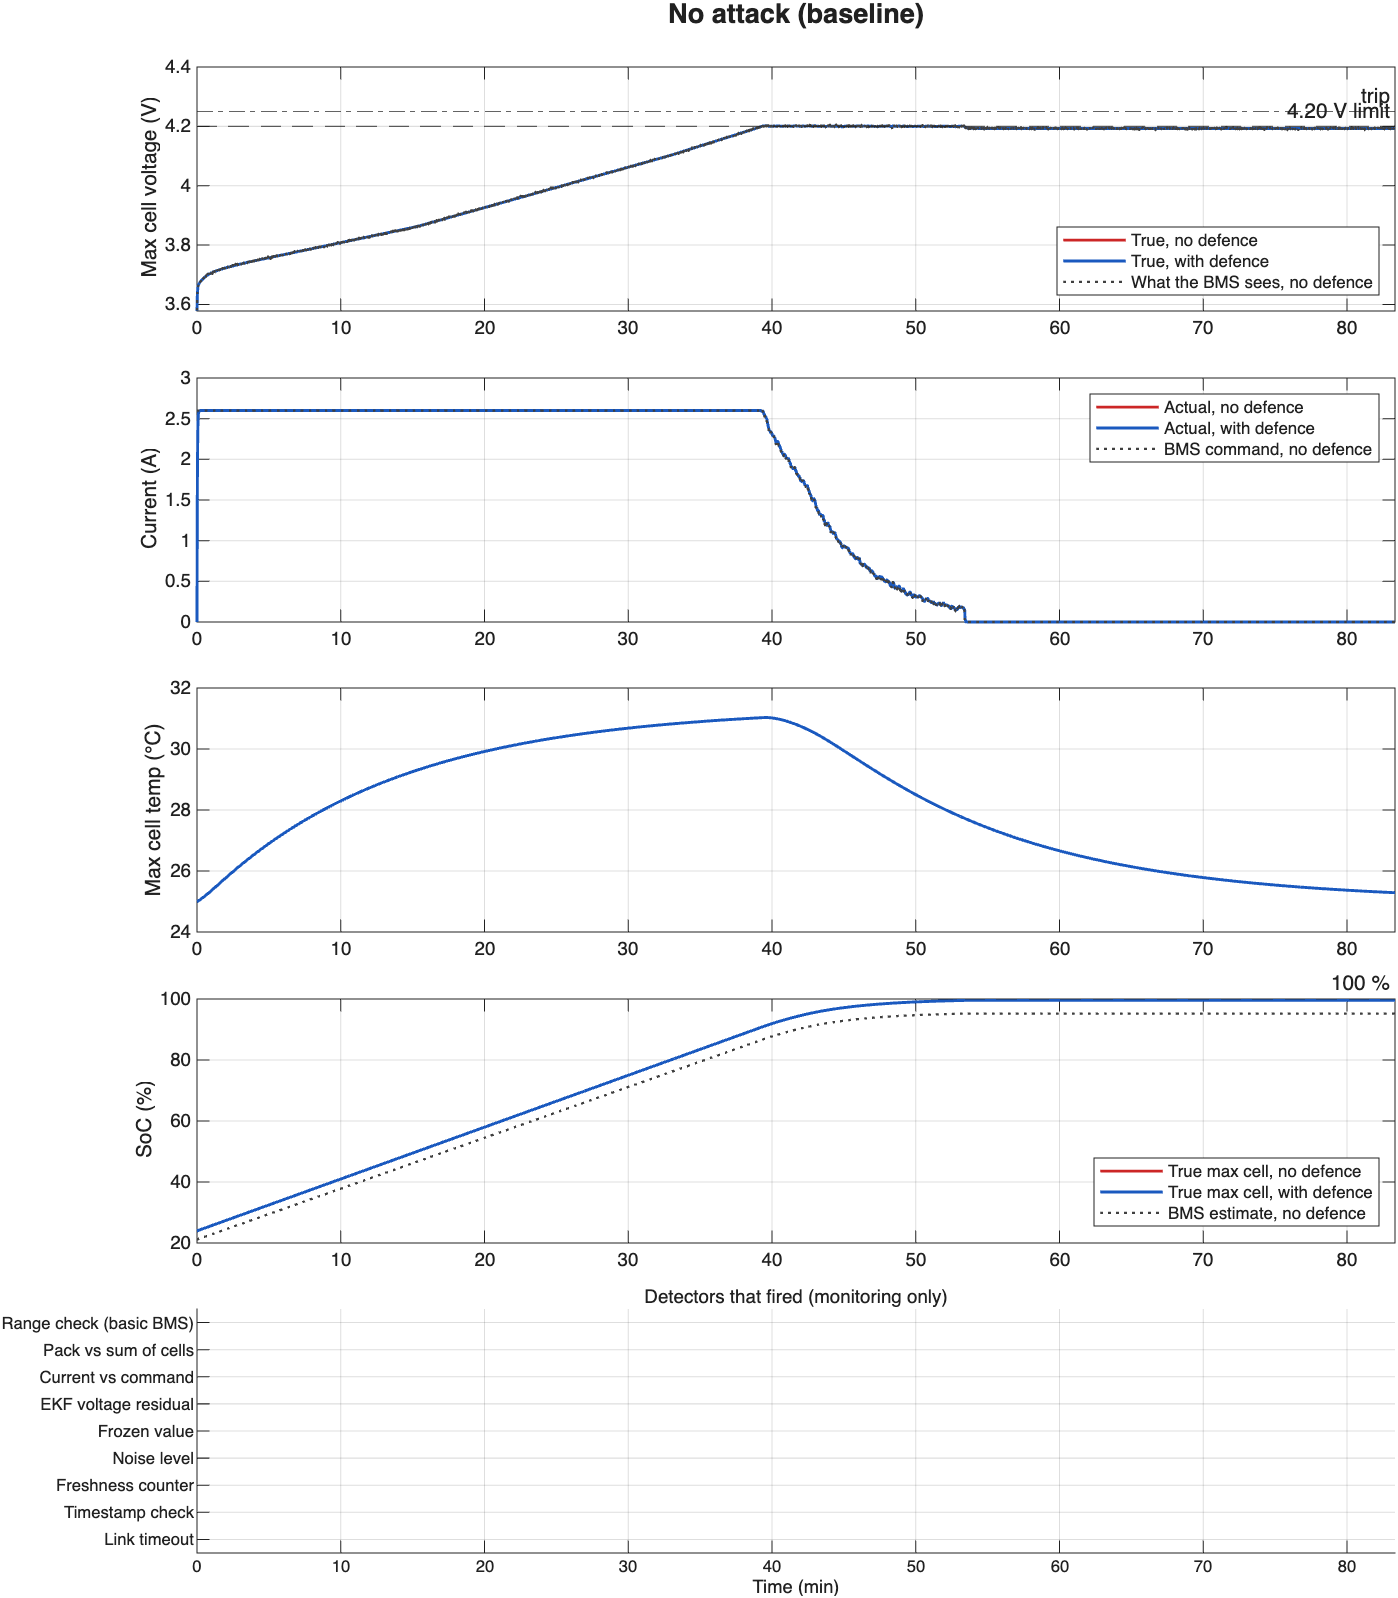 No attack (baseline)
4.4
4.2
4
3.8
3.6
Max cell voltage (V)
trip
4.20 V limit
True, no defence
True, with defence
What the BMS sees, no defence
0 10 20 30 40 50 60 70 80
3
2.5
2
1.5
1
0.5
0
Current (A)
Actual, no defence
Actual, with defence
BMS command, no defence
0 10 20 30 40 50 60 70 80
32
30
28
26
24
Max cell temp (°C)
0 10 20 30 40 50 60 70 80
100 %
100
80
60
40
20
SoC (%)
True max cell, no defence
True max cell, with defence
BMS estimate, no defence
0 10 20 30 40 50 60 70 80
Detectors that fired (monitoring only)
Range check (basic BMS)
Pack vs sum of cells
Current vs command
EKF voltage residual
Frozen value
Noise level
Freshness counter
Timestamp check
Link timeout
0 10 20 30 40 50 60 70 80
Time (min)